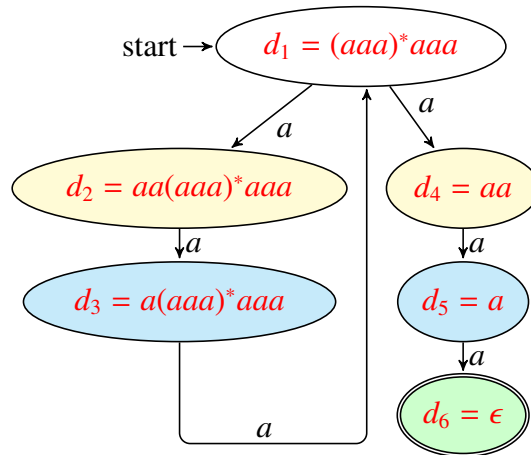 start
d₁ = (aaa)*aaa
a
a
d₂ = aa(aaa)*aaa
d₄ = aa
a
a
d₃ = a(aaa)*aaa
d₅ = a
a
d₆ = ϵ
a